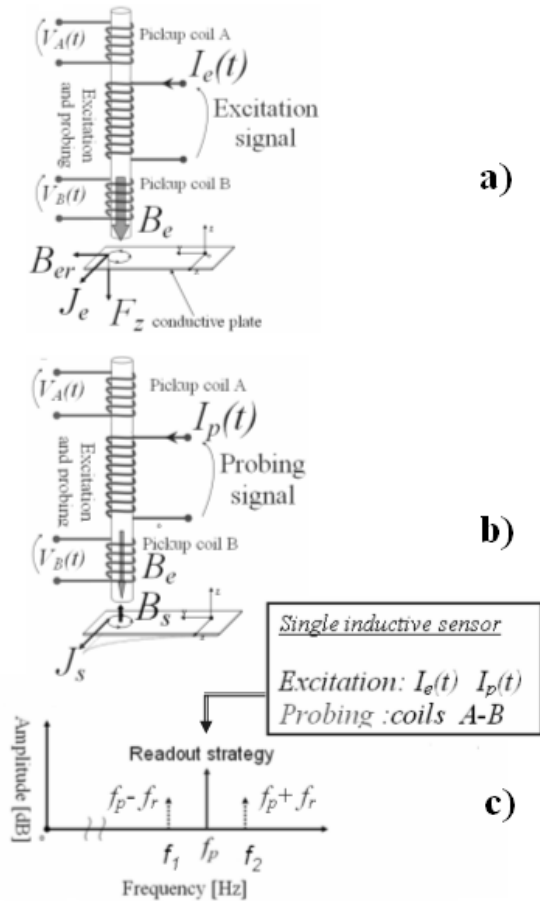 a)
V_A(t)
Pickup coil A
I_e(t)
Excitation
and probing
Excitation
signal
V_B(t)
Pickup coil B
B_e
z
y
x
B_er
J_e
F_z
conductive plate
b)
V_A(t)
Pickup coil A
I_p(t)
Excitation
and probing
Probing
signal
V_B(t)
Pickup coil B
B_e
B_s
z
J_s
Single inductive sensor
Excitation: I_e(t) I_p(t)
Probing :coils A-B
c)
Amplitude [dB]
Readout strategy
f_p- f_r
f_p+ f_r
f_1
f_p
f_2
Frequency [Hz]